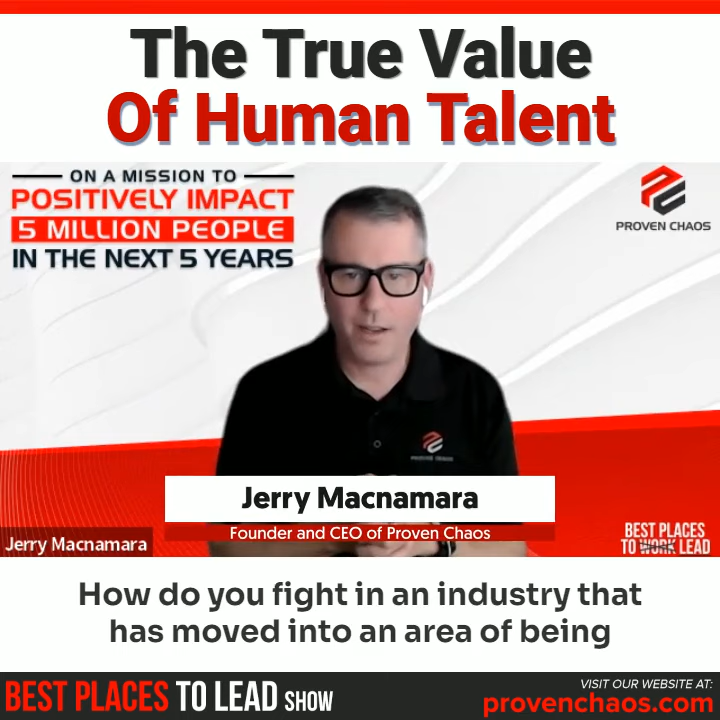 The True Value
Of Human Talent
ON A MISSION TO
POSITIVELY IMPACT
5 MILLION PEOPLE
IN THE NEXT 5 YEARS
PROVEN CHAOS
PROVEN CHAOS
Jerry Macnamara
Founder and CEO of Proven Chaos
Jerry Macnamara
BEST PLACES
TO WORK LEAD
How do you fight in an industry that
has moved into an area of being
BEST PLACES TO LEAD SHOW
VISIT OUR WEBSITE AT:
provenchaos.com